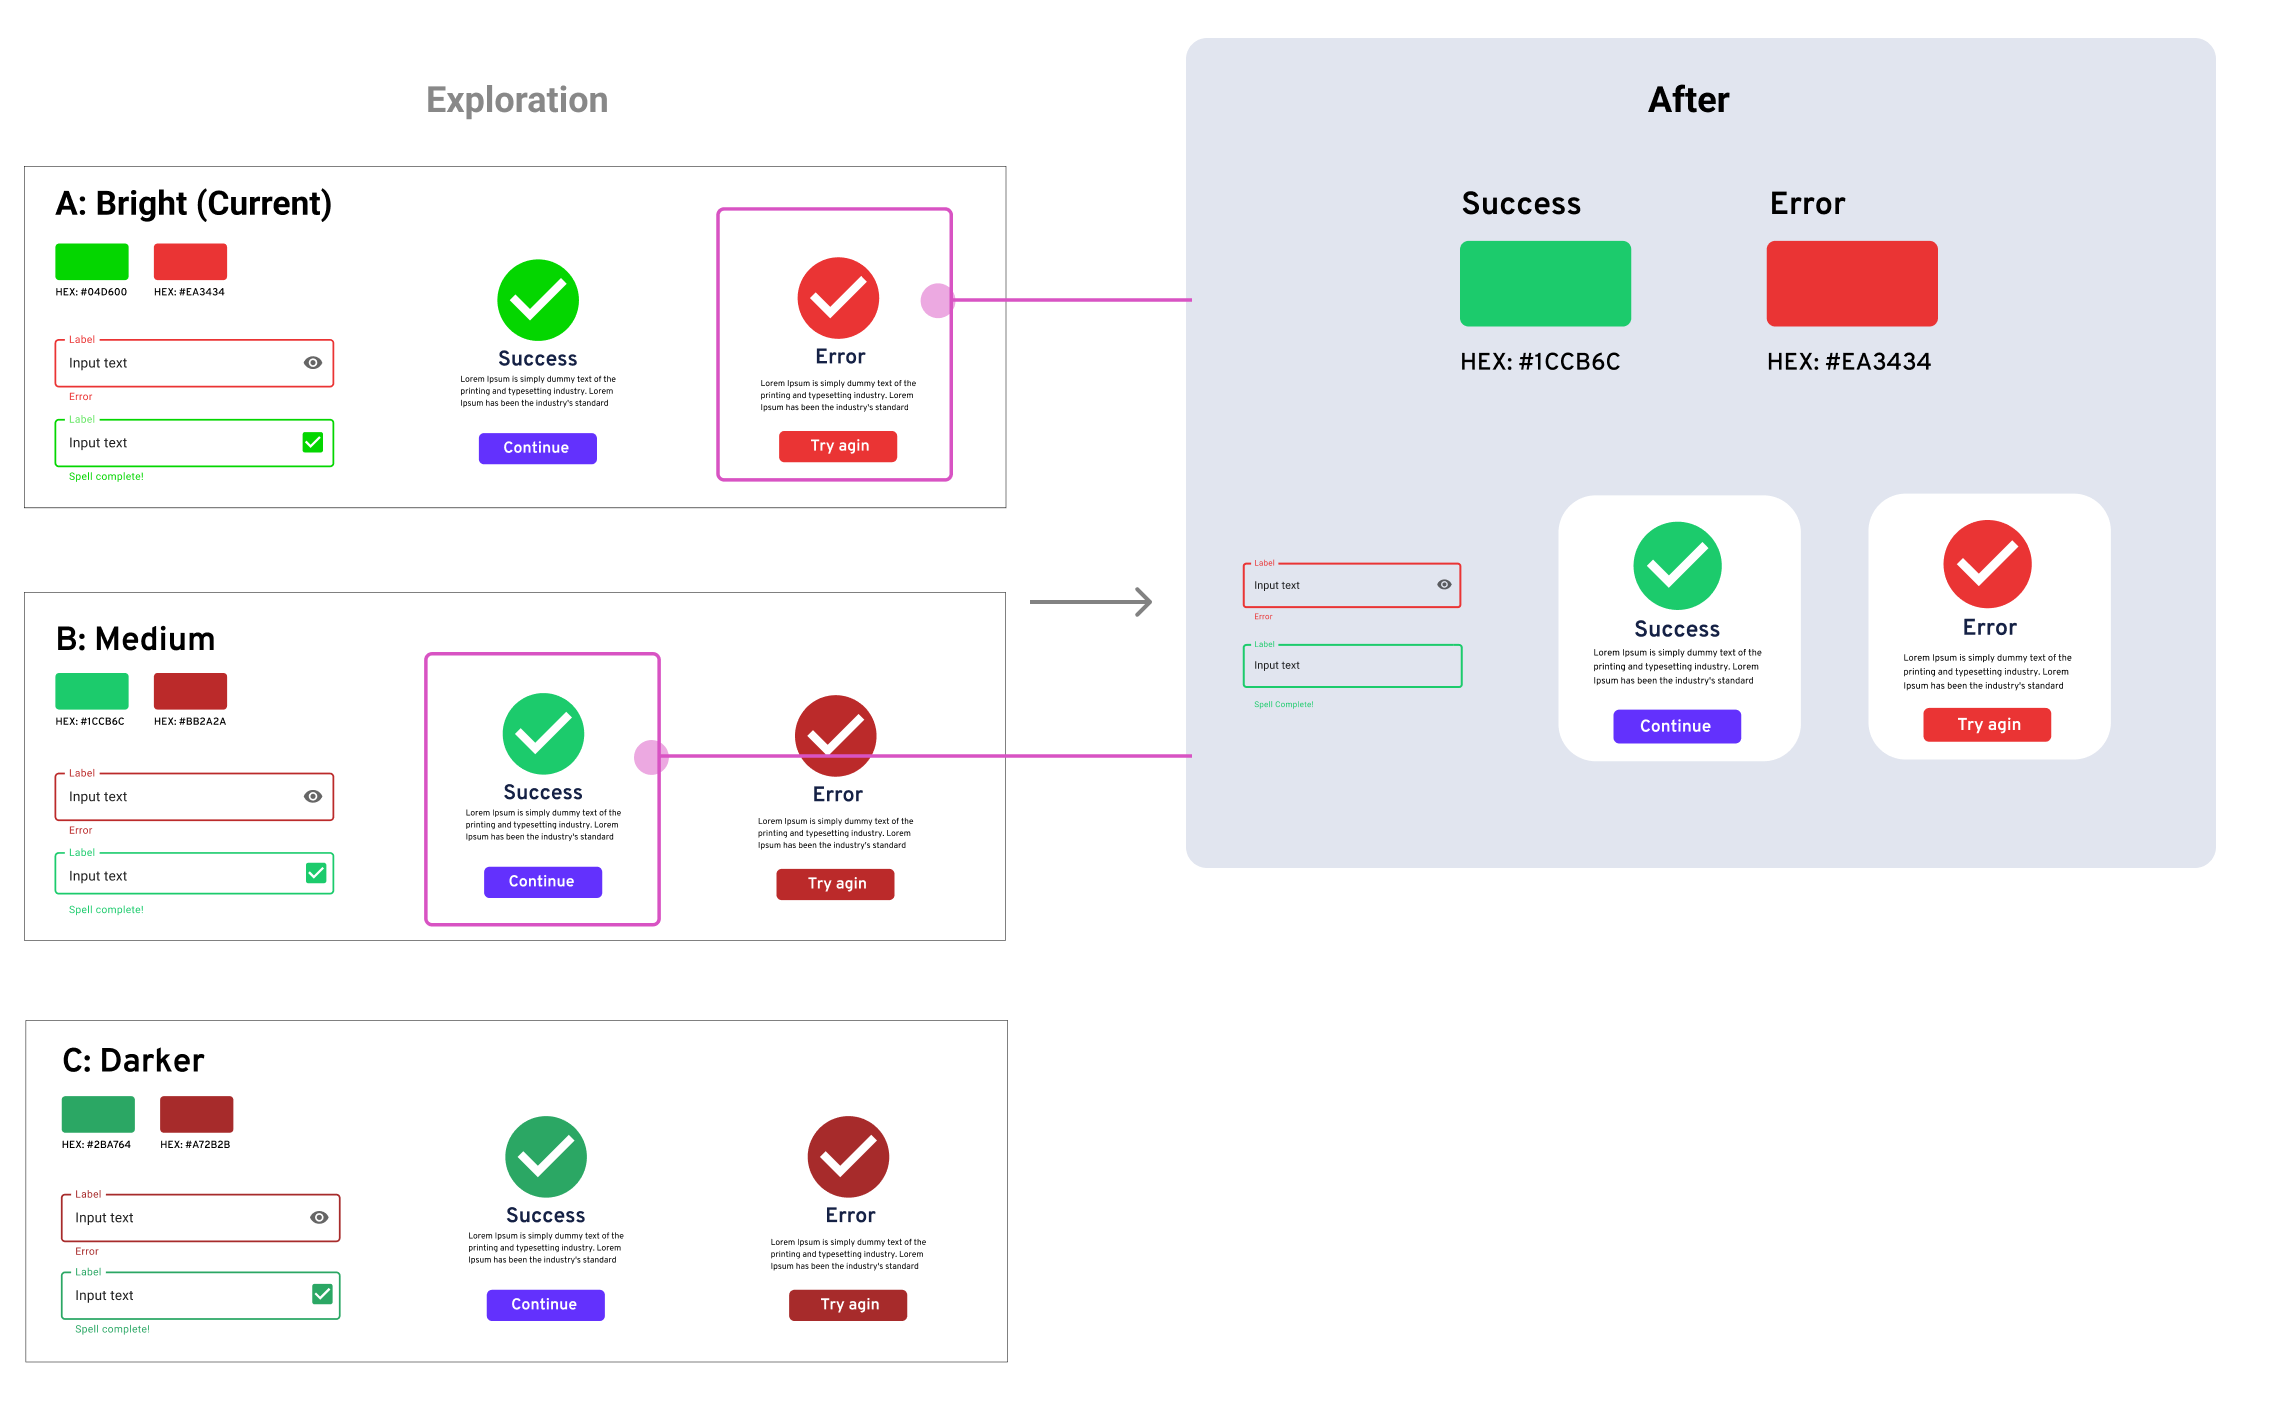 Exploration
A: Bright (Current)
HEX: #04D600
HEX: #EA3434
Label
Input text
Error
Label
Input text
Spell complete!
Success
Lorem Ipsum is simply dummy text of the
printing and typesetting industry. Lorem
Ipsum has been the industry's standard
Continue
Error
Lorem Ipsum is simply dummy text of the
printing and typesetting industry. Lorem
Ipsum has been the industry's standard
Try agin
B: Medium
HEX: #1CCB6C
HEX: #BB2A2A
Label
Input text
Error
Label
Input text
Spell complete!
Success
Lorem Ipsum is simply dummy text of the
printing and typesetting industry. Lorem
Ipsum has been the industry's standard
Continue
Error
Lorem Ipsum is simply dummy text of the
printing and typesetting industry. Lorem
Ipsum has been the industry's standard
Try agin
C: Darker
HEX: #2BA764
HEX: #A72B2B
Label
Input text
Error
Label
Input text
Spell complete!
Success
Lorem Ipsum is simply dummy text of the
printing and typesetting industry. Lorem
Ipsum has been the industry's standard
Continue
Error
Lorem Ipsum is simply dummy text of the
printing and typesetting industry. Lorem
Ipsum has been the industry's standard
Try agin
After
Success
HEX: #1CCB6C
Error
HEX: #EA3434
Label
Input text
Error
Label
Input text
Spell Complete!
Success
Lorem Ipsum is simply dummy text of the
printing and typesetting industry. Lorem
Ipsum has been the industry's standard
Continue
Error
Lorem Ipsum is simply dummy text of the
printing and typesetting industry. Lorem
Ipsum has been the industry's standard
Try agin